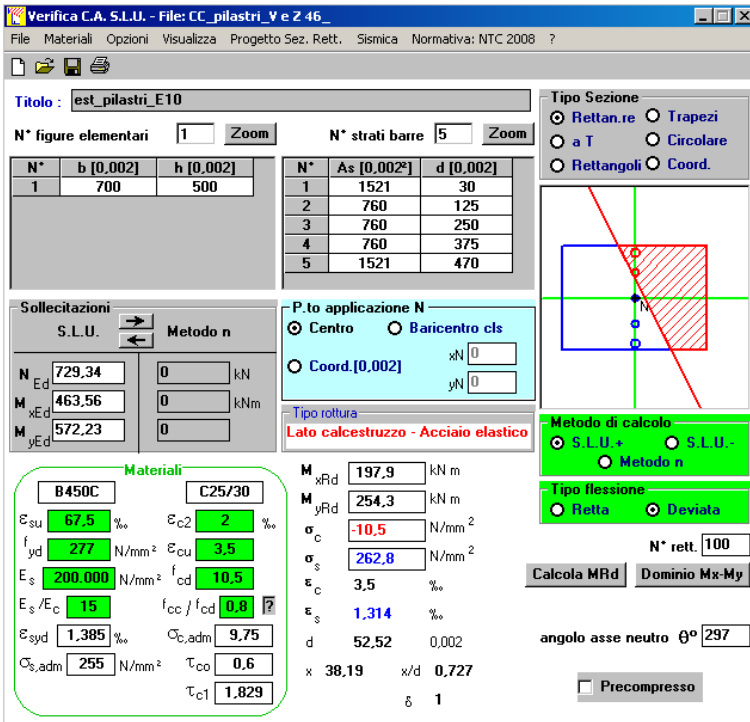 Verifica C.A. S.L.U. - File: CC_pilastri_V e Z 46_
File Materiali Opzioni Visualizza Progetto Sez. Rett. Sismica Normativa: NTC 2008 ?
Titolo : est_pilastri_E10
N° figure elementari 1 Zoom
N° strati barre 5 Zoom
N° b [0,002] h [0,002]
1 700 500
N° As [0,002²] d [0,002]
1 1521 30
2 760 125
3 760 250
4 760 375
5 1521 470
Tipo Sezione
Rettan.re Trapezi
a T Circolare
Rettangoli Coord.
N
Sollecitazioni
S.L.U. Metodo n
N Ed 729,34 0 kN
M xEd 463,56 0 kNm
M yEd 572,23 0
P.to applicazione N
Centro Baricentro cls
Coord.[0,002] xN 0
yN 0
Tipo rottura
Lato calcestruzzo - Acciaio elastico
Metodo di calcolo
S.L.U.+ S.L.U.-
Metodo n
Tipo flessione
Retta Deviata
N° rett. 100
Calcola MRd Dominio Mx-My
angolo asse neutro θ° 297
Precompresso
Materiali
B450C C25/30
εsu 67,5 ‰ εc2 2 ‰
fyd 277 N/mm² εcu 3,5
Es 200.000 N/mm² fcd 10,5
Es /Ec 15 fcc / fcd 0,8 ?
εsyd 1,385 ‰ σc,adm 9,75
σs,adm 255 N/mm² τco 0,6
τc1 1,829
M xRd 197,9 kN m
M yRd 254,3 kN m
σc -10,5 N/mm²
σs 262,8 N/mm²
εc 3,5 ‰
εs 1,314 ‰
d 52,52 0,002
x 38,19 x/d 0,727
δ 1